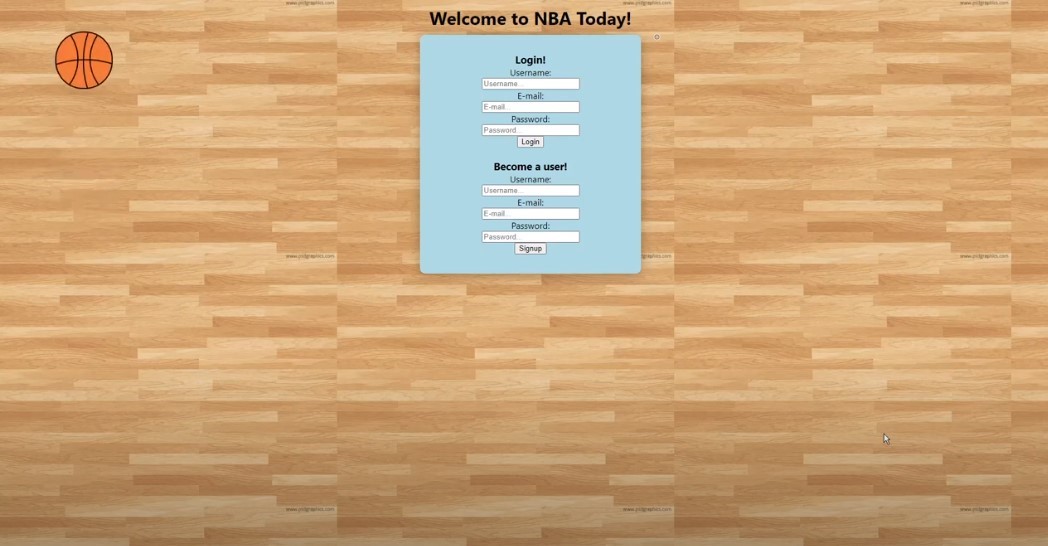 Welcome to NBA Today!
Login!
Username:
Username...
E-mail:
E-mail...
Password:
Password...
Login
Become a user!
Username:
Username...
E-mail:
E-mail...
Password:
Password...
Signup